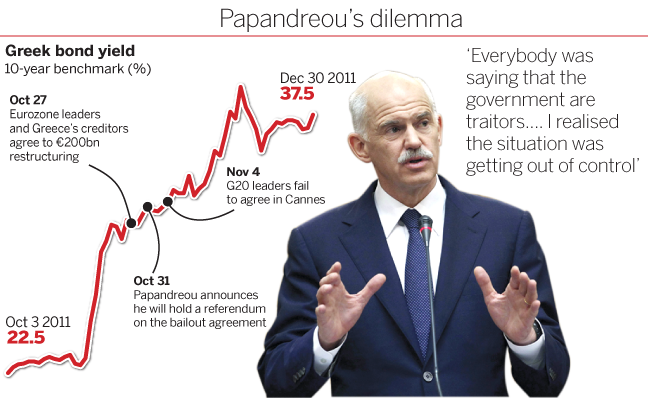 Papandreou’s dilemma
Greek bond yield
10-year benchmark (%)
Oct 27
Eurozone leaders
and Greece’s creditors
agree to €200bn
restructuring
Dec 30 2011
37.5
Nov 4
G20 leaders fail
to agree in Cannes
Oct 31
Papandreou announces
he will hold a referendum
on the bailout agreement
Oct 3 2011
22.5
‘Everybody was
saying that the
government are
traitors.... I realised
the situation was
getting out of control’